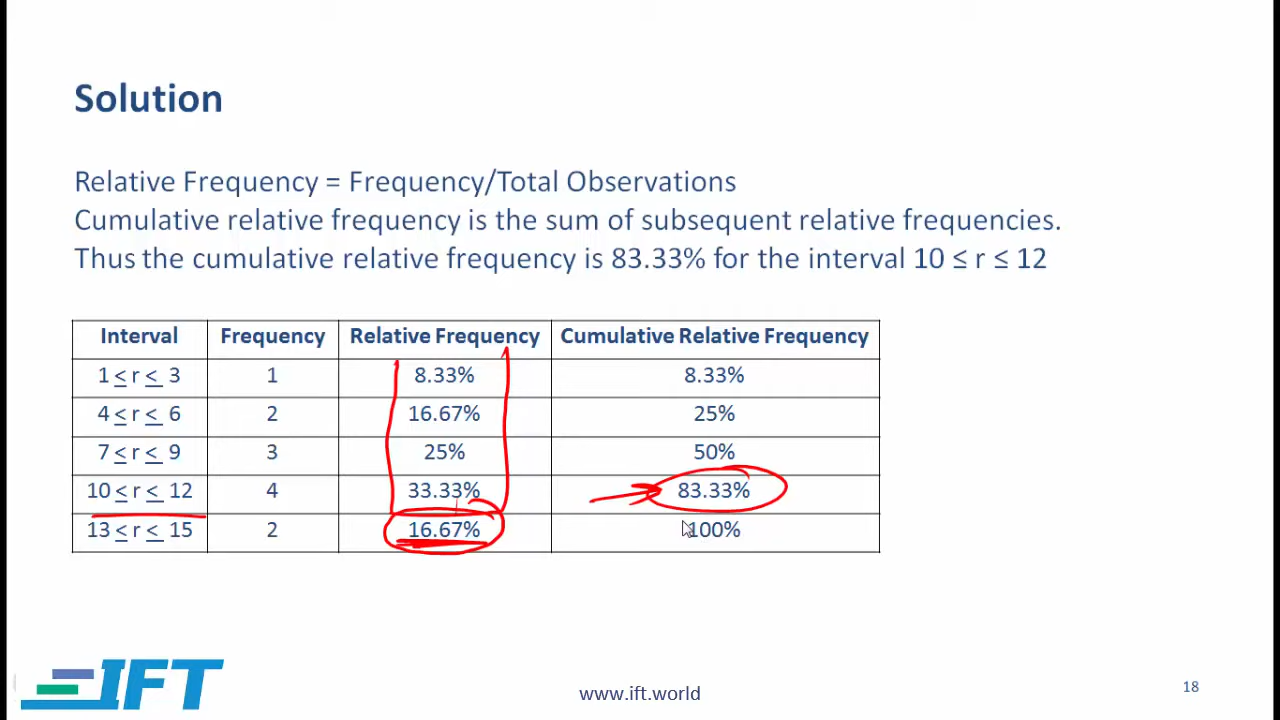 Solution
Relative Frequency = Frequency/Total Observations
Cumulative relative frequency is the sum of subsequent relative frequencies.
Thus the cumulative relative frequency is 83.33% for the interval 10 ≤ r ≤ 12
Interval Frequency Relative Frequency Cumulative Relative Frequency
1 ≤ r ≤ 3 1 8.33% 8.33%
4 ≤ r ≤ 6 2 16.67% 25%
7 ≤ r ≤ 9 3 25% 50%
10 ≤ r ≤ 12 4 33.33% 83.33%
13 ≤ r ≤ 15 2 16.67% 100%
IFT
www.ift.world
18